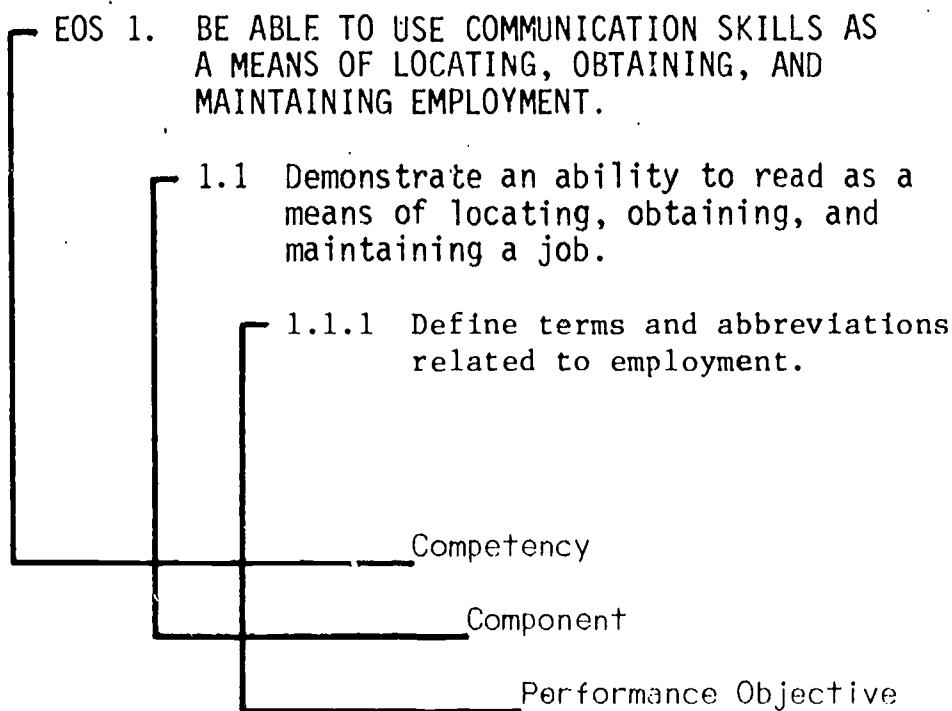 EOS 1. BE ABLE TO USE COMMUNICATION SKILLS AS
A MEANS OF LOCATING, OBTAINING, AND
MAINTAINING EMPLOYMENT.
1.1 Demonstrate an ability to read as a
means of locating, obtaining, and
maintaining a job.
1.1.1 Define terms and abbreviations
related to employment.
Competency
Component
Performance Objective